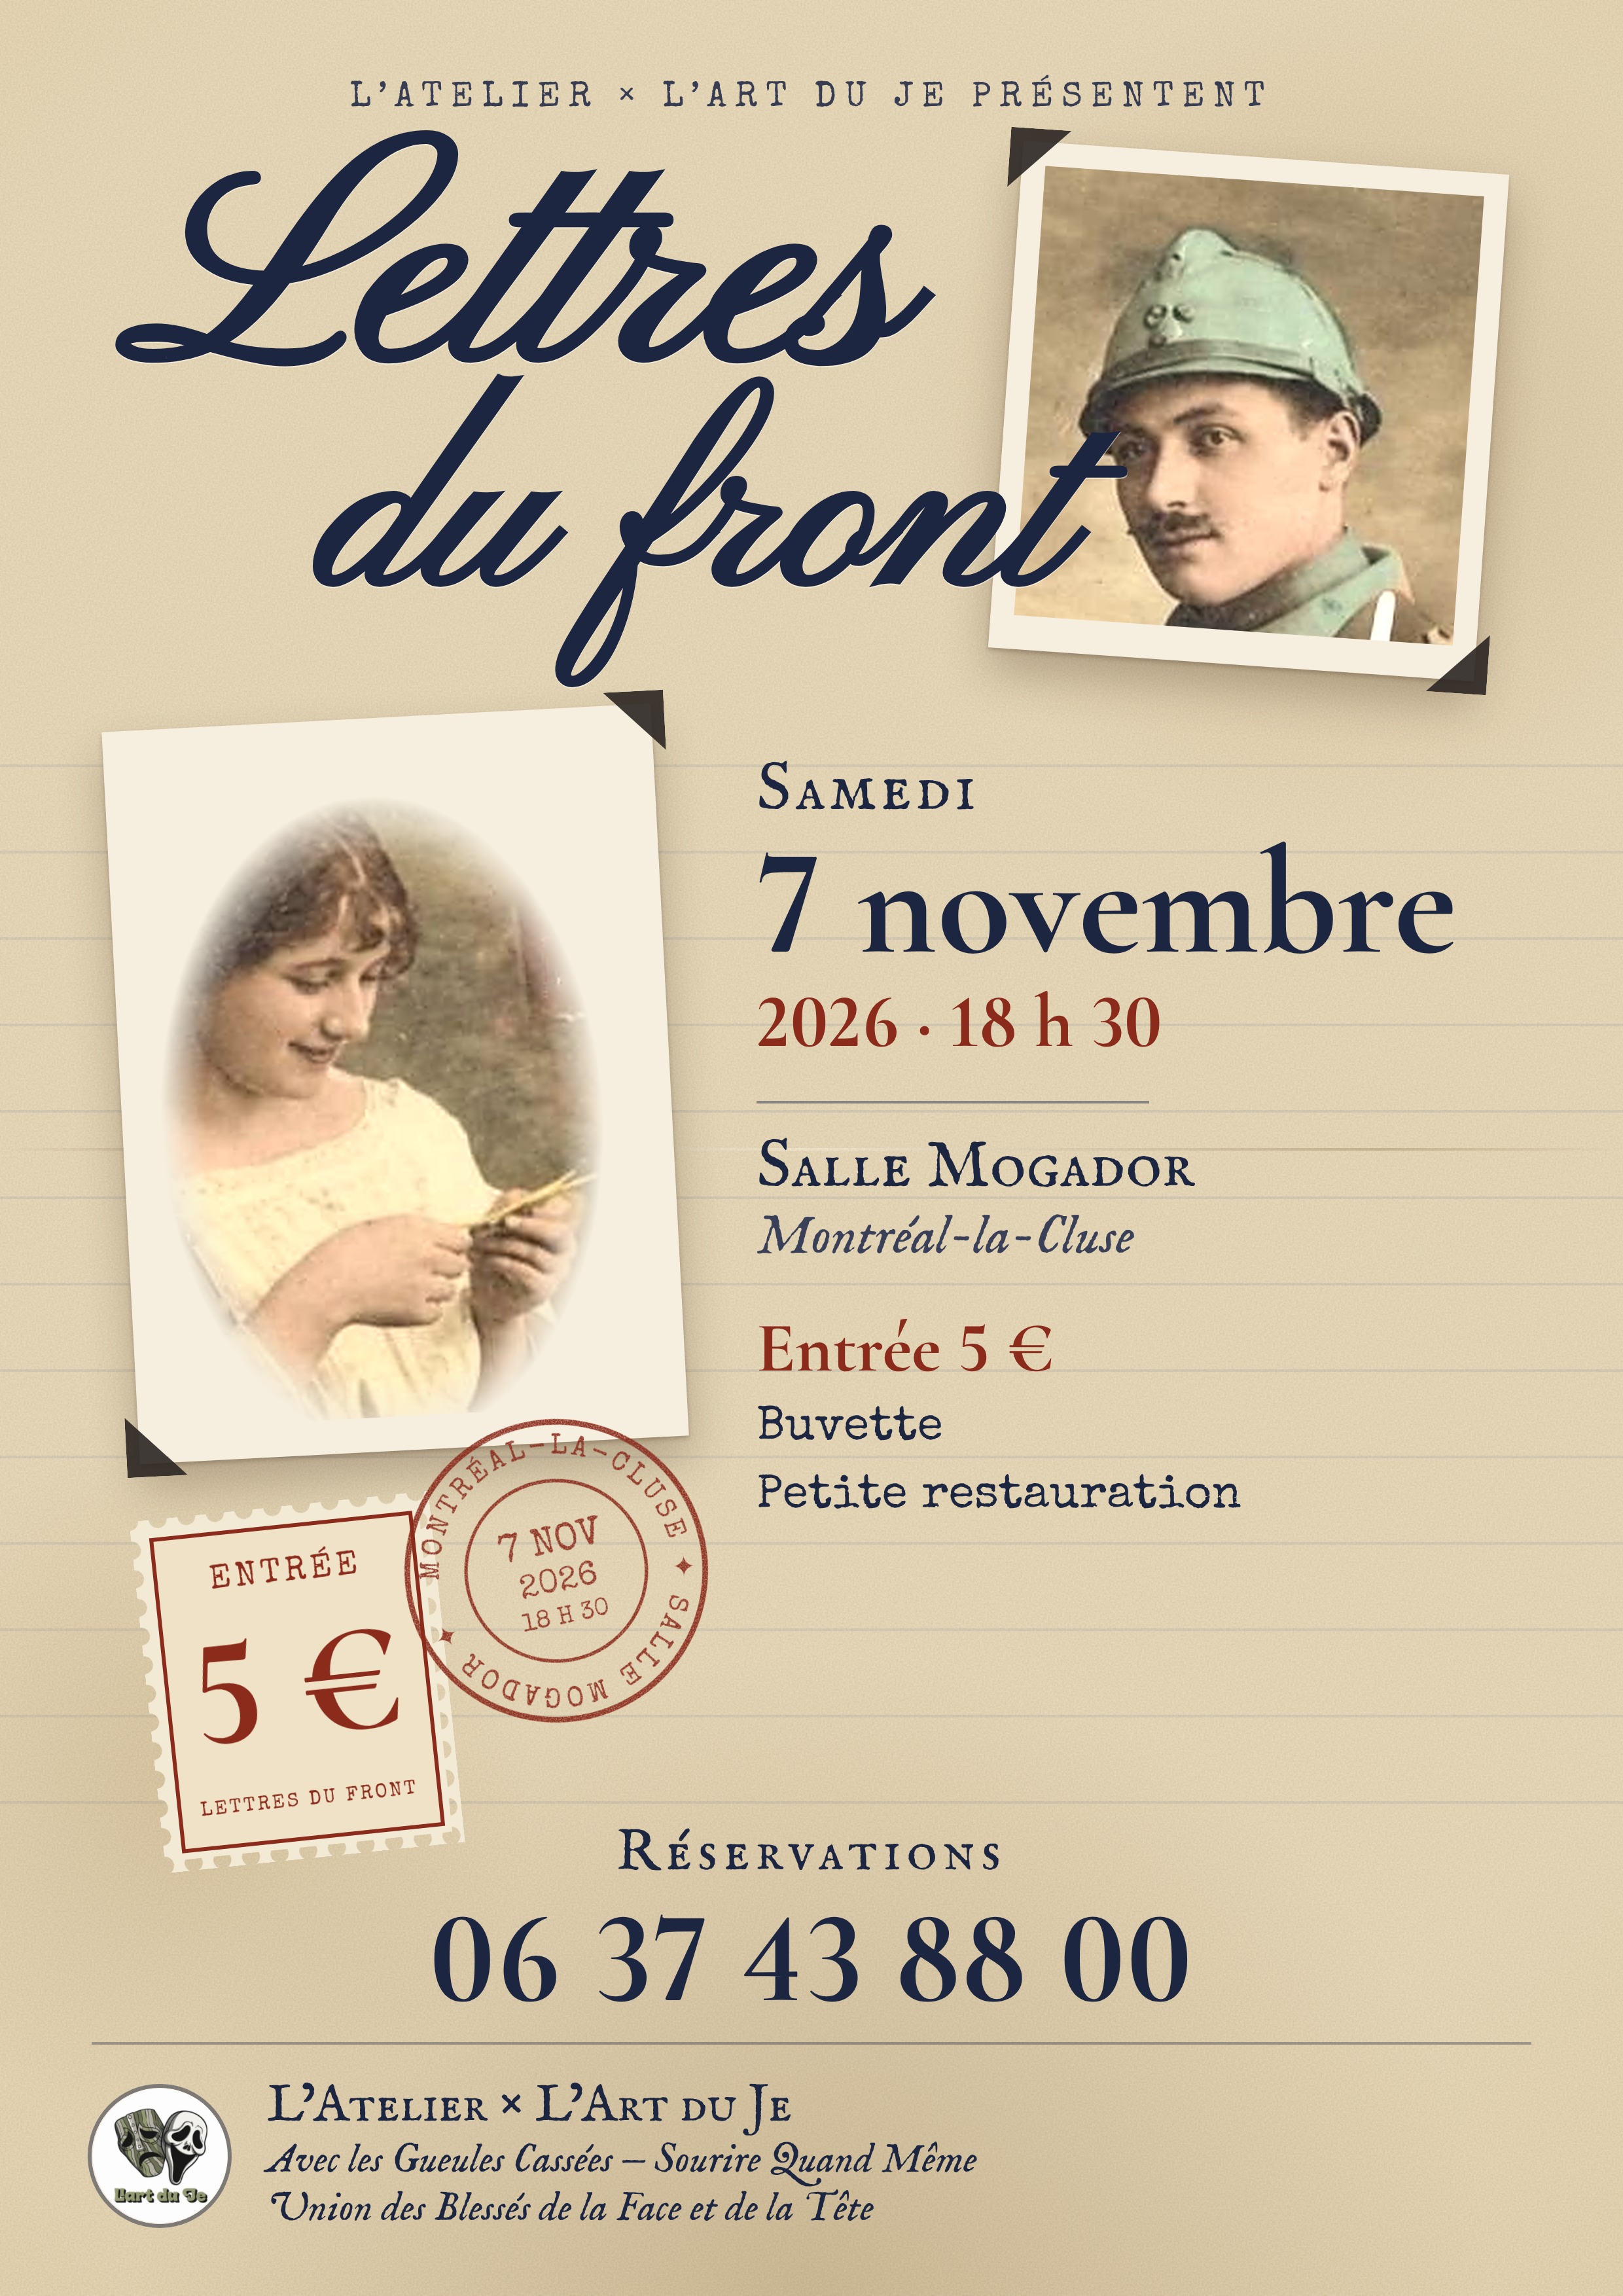 L'ATELIER × L'ART DU JE PRÉSENTENT
Lettres
du front
Samedi
7 novembre
2026 · 18 h 30
Salle Mogador
Montréal-la-Cluse
Entrée 5 €
Buvette
Petite restauration
MONTRÉAL-LA-CLUSE ✦ SALLE MOGADOR ✦
7 NOV
2026
18 H 30
ENTRÉE
5 €
LETTRES DU FRONT
Réservations
06 37 43 88 00
L'Atelier × L'Art du Je
Avec les Gueules Cassées – Sourire Quand Même
Union des Blessés de la Face et de la Tête
L'art du Je